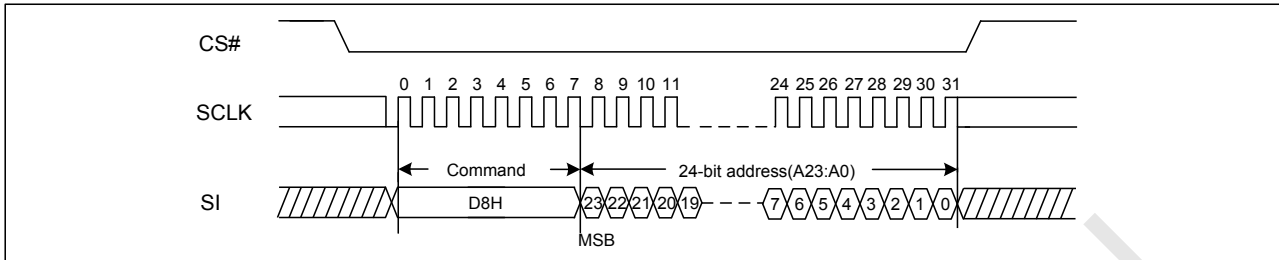 CS#
0 1 2 3 4 5 6 7 8 9 10 11 24 25 26 27 28 29 30 31
SCLK
Command 24-bit address(A23:A0)
SI D8H 23 22 21 20 19 7 6 5 4 3 2 1 0
MSB